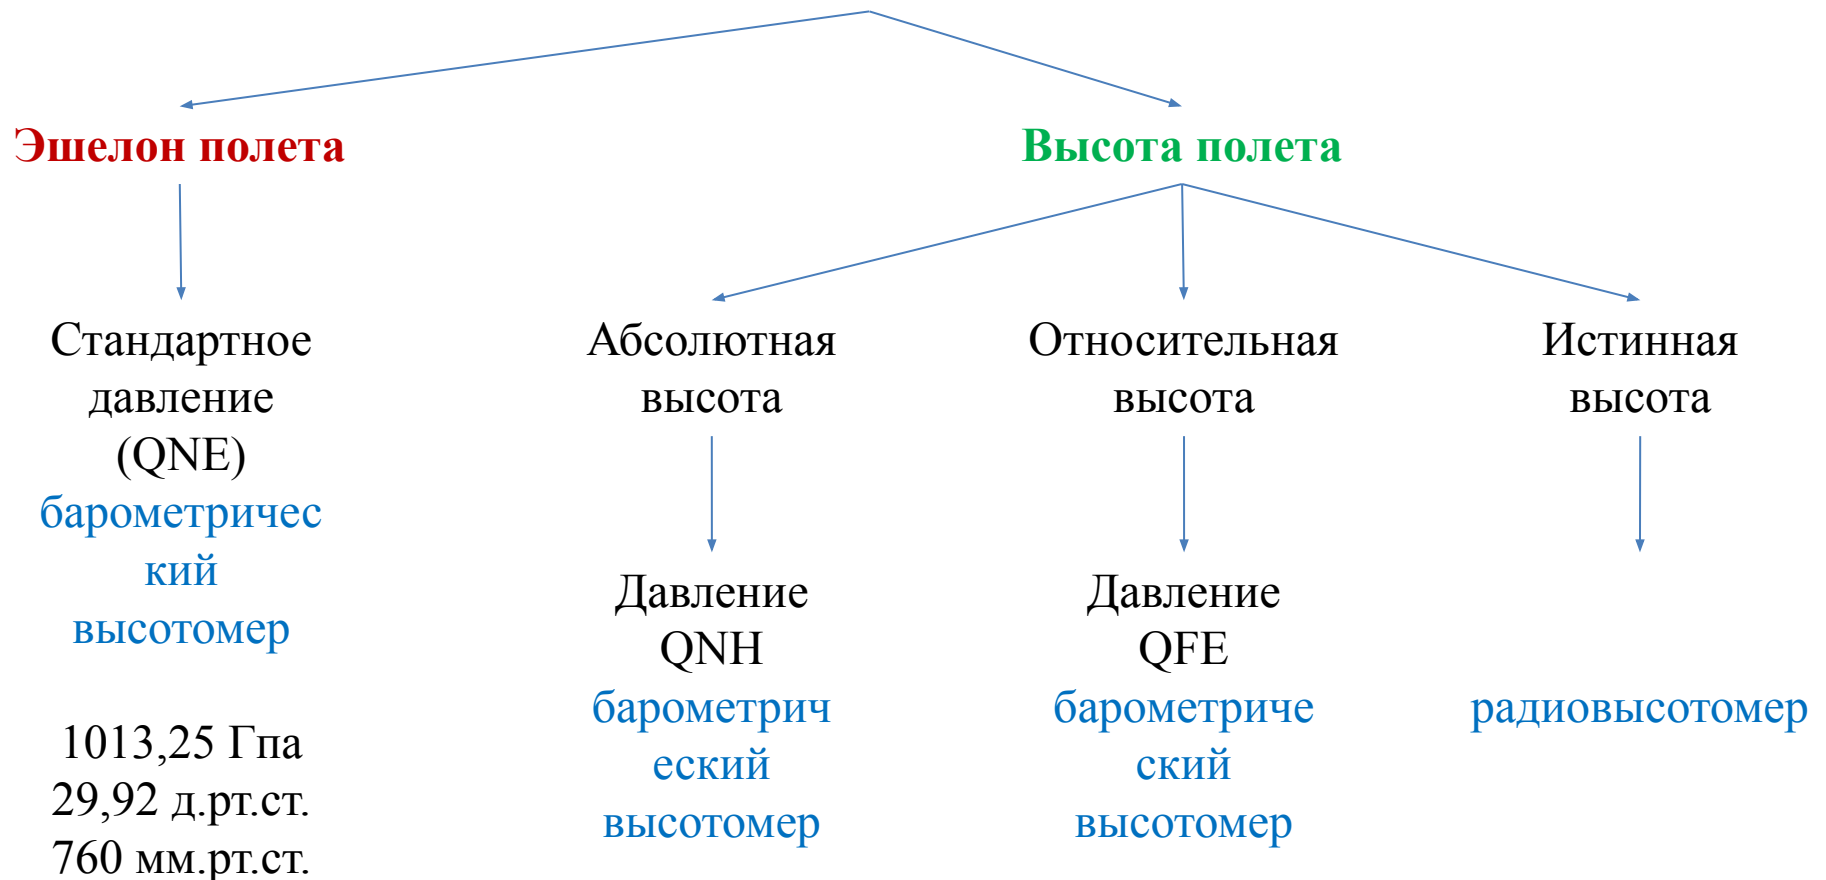 Эшелон полета
Высота полета
Стандартное
давление
(QNE)
барометричес
кий
высотомер
1013,25 Гпа
29,92 д.рт.ст.
760 мм.рт.ст.
Абсолютная
высота
Давление
QNH
барометрич
еский
высотомер
Относительная
высота
Давление
QFE
барометриче
ский
высотомер
Истинная
высота
радиовысотомер